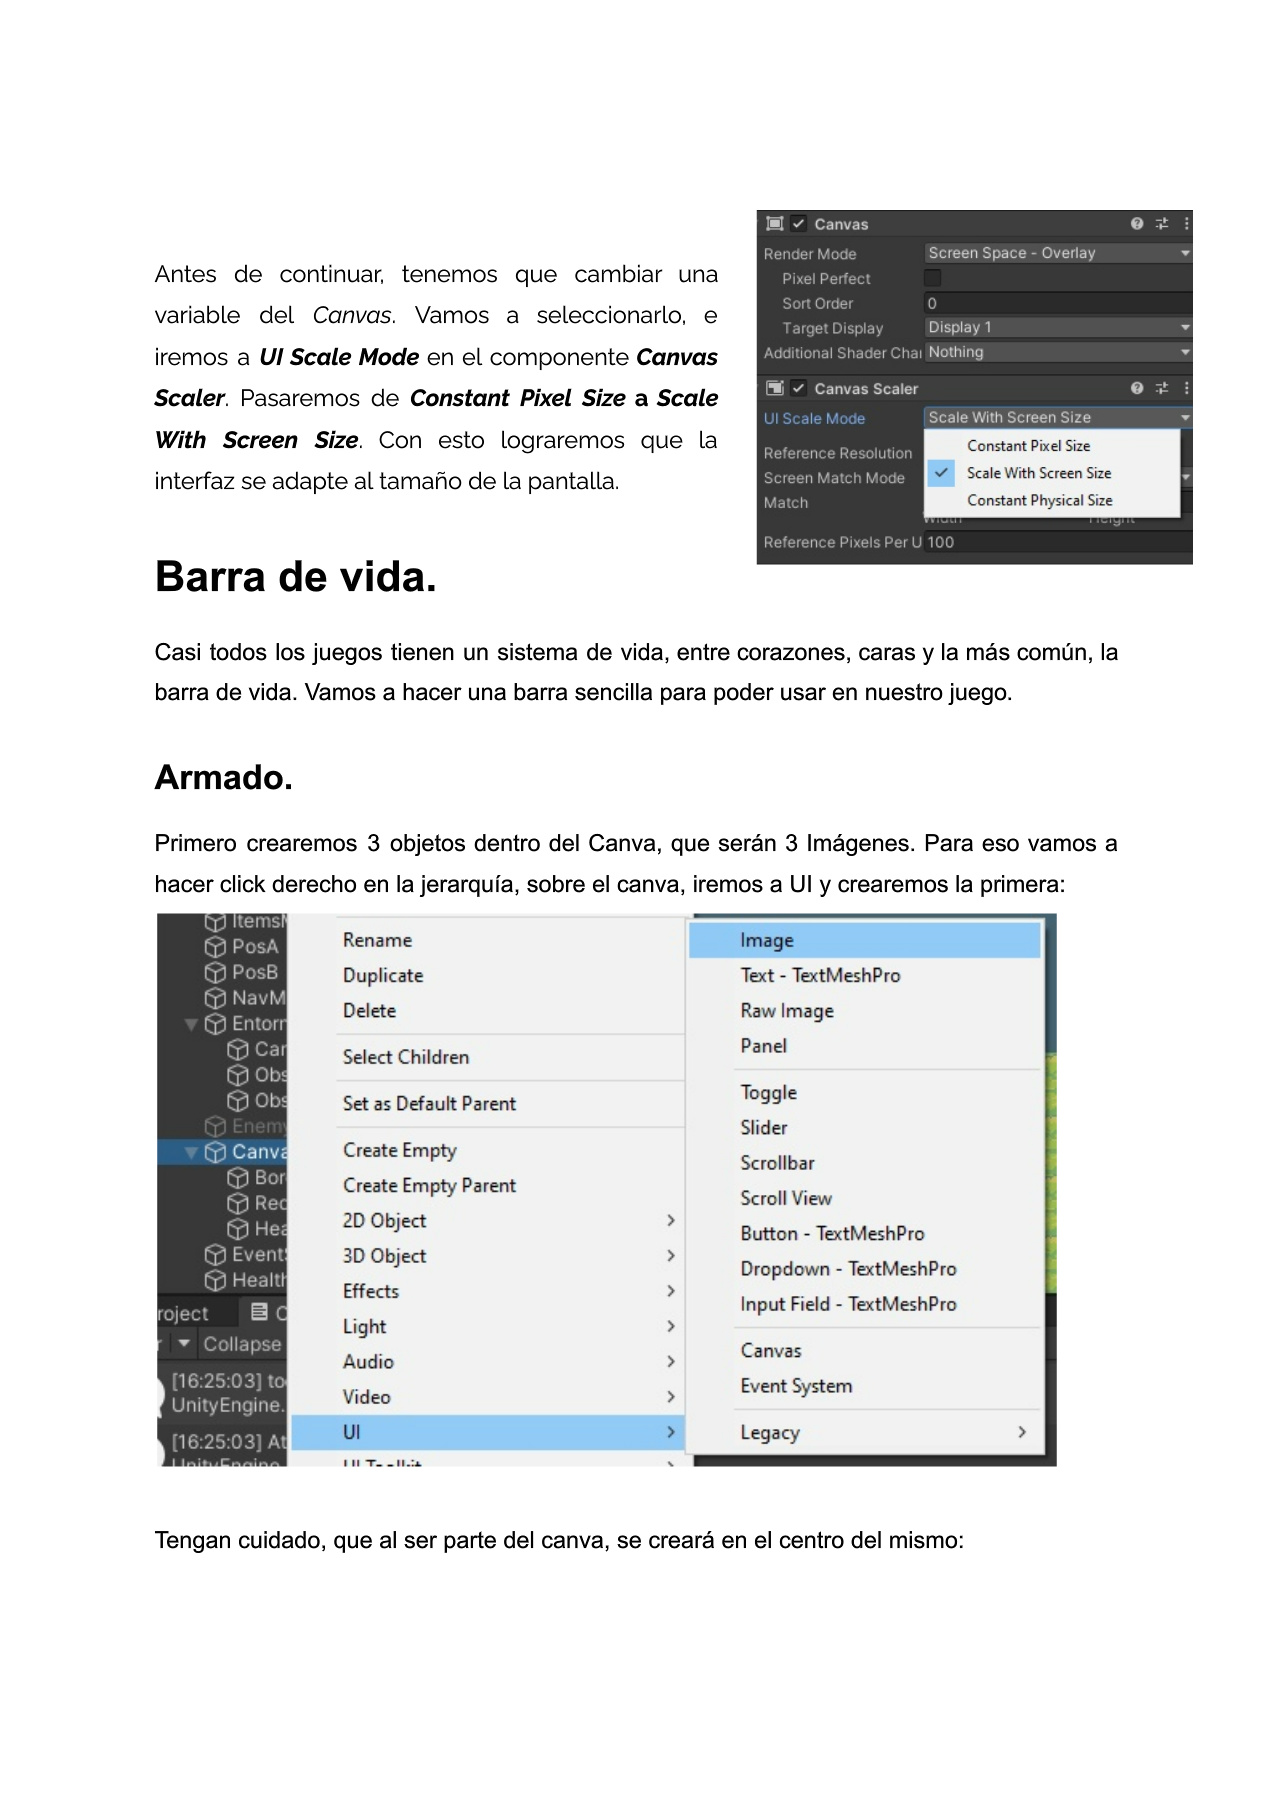 Antes de continuar, tenemos que cambiar una
variable del Canvas. Vamos a seleccionarlo, e
iremos a UI Scale Mode en el componente Canvas
Scaler. Pasaremos de Constant Pixel Size a Scale
With Screen Size. Con esto lograremos que la
interfaz se adapte al tamaño de la pantalla.
Canvas
Render Mode Screen Space - Overlay
Pixel Perfect
Sort Order 0
Target Display Display 1
Additional Shader Chai Nothing
Canvas Scaler
UI Scale Mode Scale With Screen Size
Constant Pixel Size
Reference Resolution
Scale With Screen Size
Screen Match Mode
Constant Physical Size
Match
Width Height
Reference Pixels Per U 100
Barra de vida.
Casi todos los juegos tienen un sistema de vida, entre corazones, caras y la más común, la
barra de vida. Vamos a hacer una barra sencilla para poder usar en nuestro juego.
Armado.
Primero crearemos 3 objetos dentro del Canva, que serán 3 Imágenes. Para eso vamos a
hacer click derecho en la jerarquía, sobre el canva, iremos a UI y crearemos la primera:
ItemsM
PosA
PosB
NavM
Entorn
Car
Obs
Obs
Enemy
Canva
Bor
Rec
Hea
EventS
Health
roject C
r Collapse
[16:25:03] to
UnityEngine.
[16:25:03] At
UnityEngine
Rename
Duplicate
Delete
Select Children
Set as Default Parent
Create Empty
Create Empty Parent
2D Object
3D Object
Effects
Light
Audio
Video
UI
UI Toolkit
Image
Text - TextMeshPro
Raw Image
Panel
Toggle
Slider
Scrollbar
Scroll View
Button - TextMeshPro
Dropdown - TextMeshPro
Input Field - TextMeshPro
Canvas
Event System
Legacy
Tengan cuidado, que al ser parte del canva, se creará en el centro del mismo: